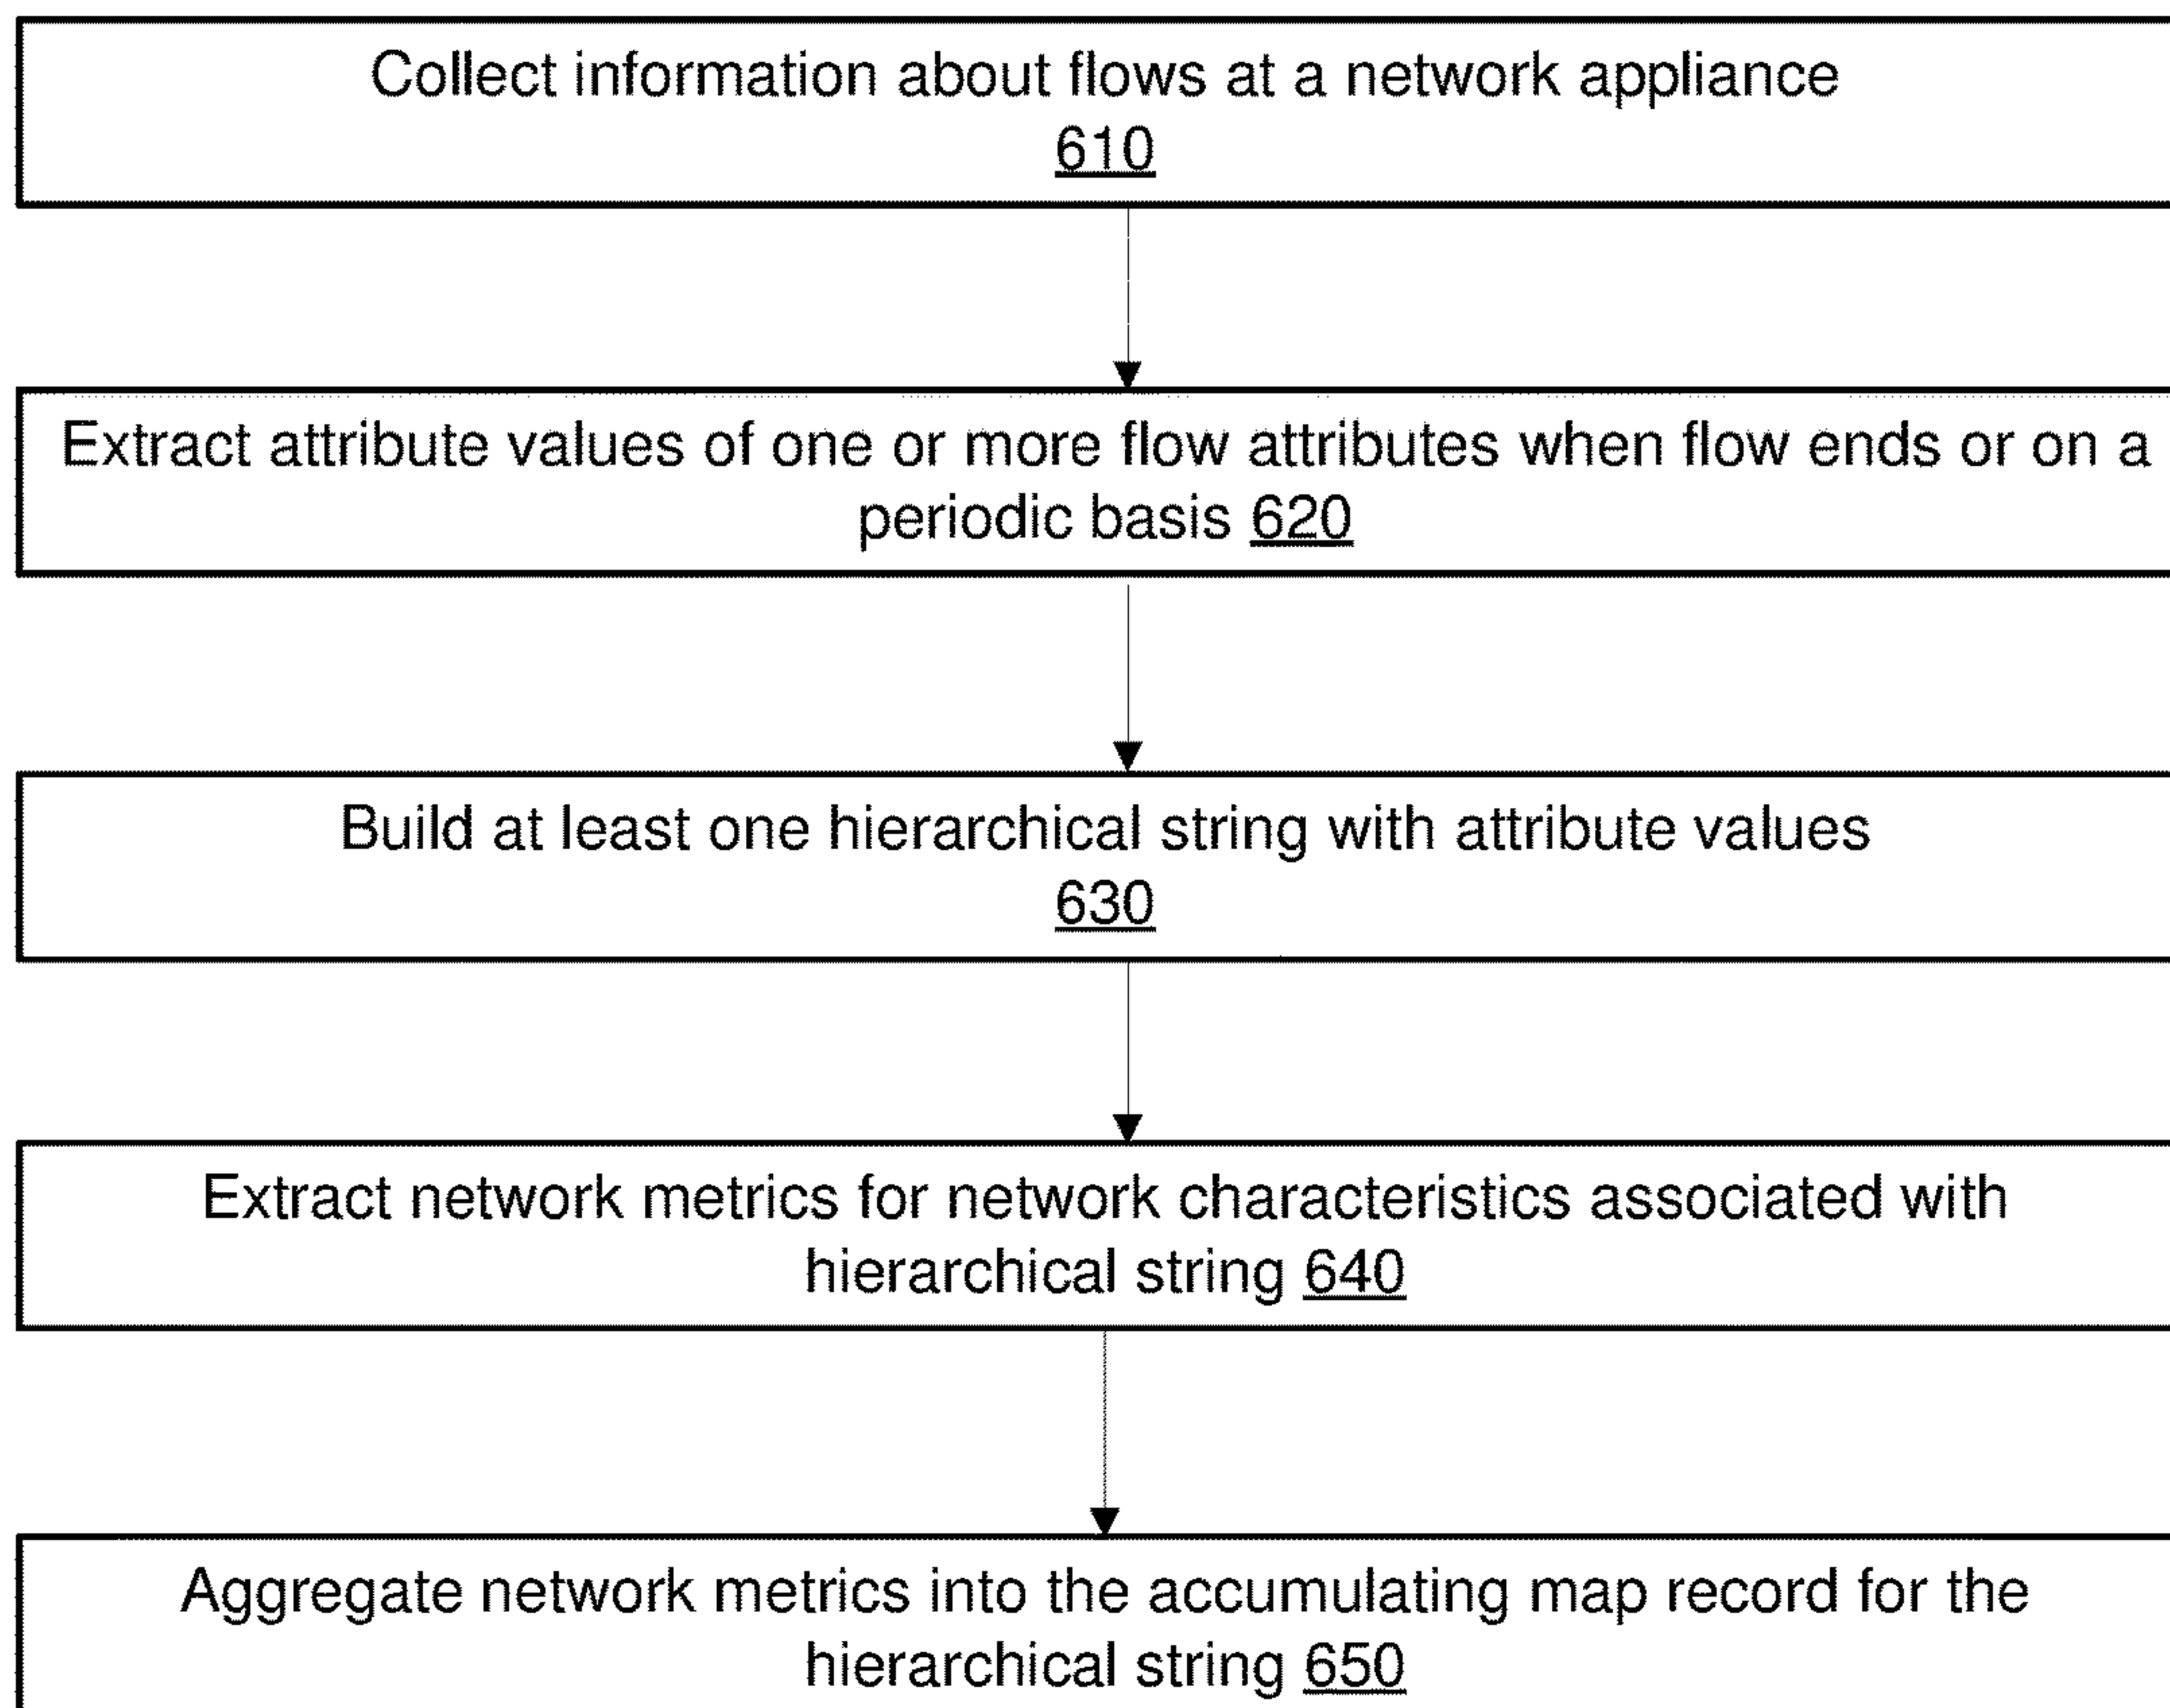 Collect information about flows at a network appliance
610
Extract attribute values of one or more flow attributes when flow ends or on a
periodic basis 620
Build at least one hierarchical string with attribute values
630
Extract network metrics for network characteristics associated with
hierarchical string 640
Aggregate network metrics into the accumulating map record for the
hierarchical string 650